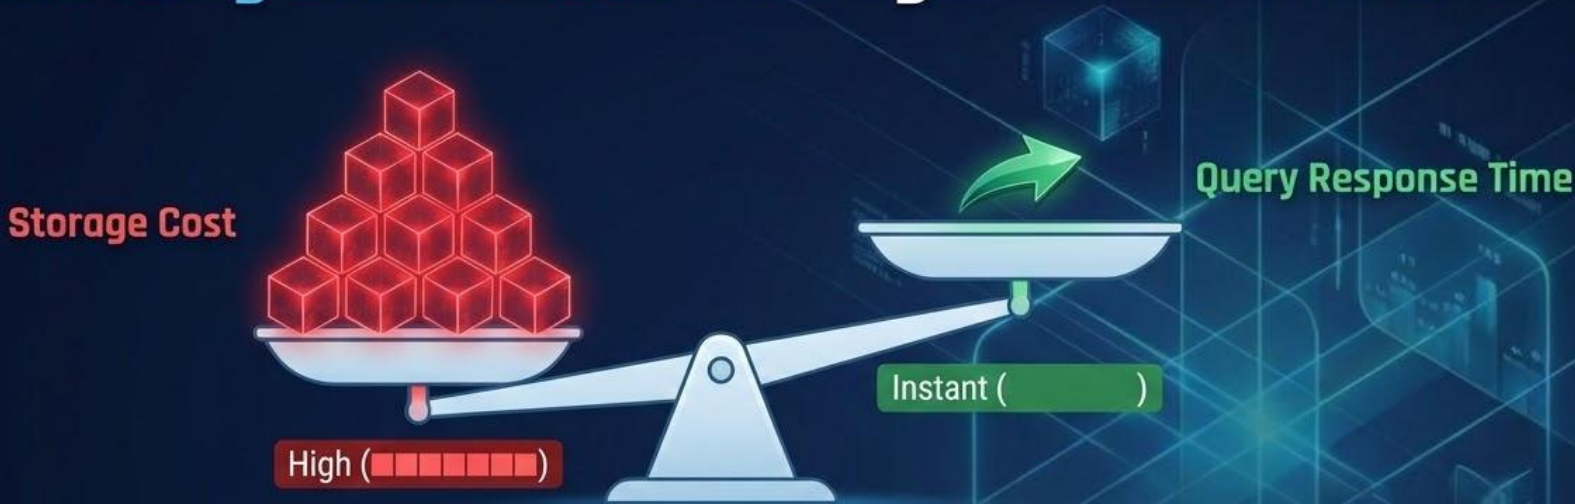 Storage Cost
Query Response Time
Instant ( )
High ( )